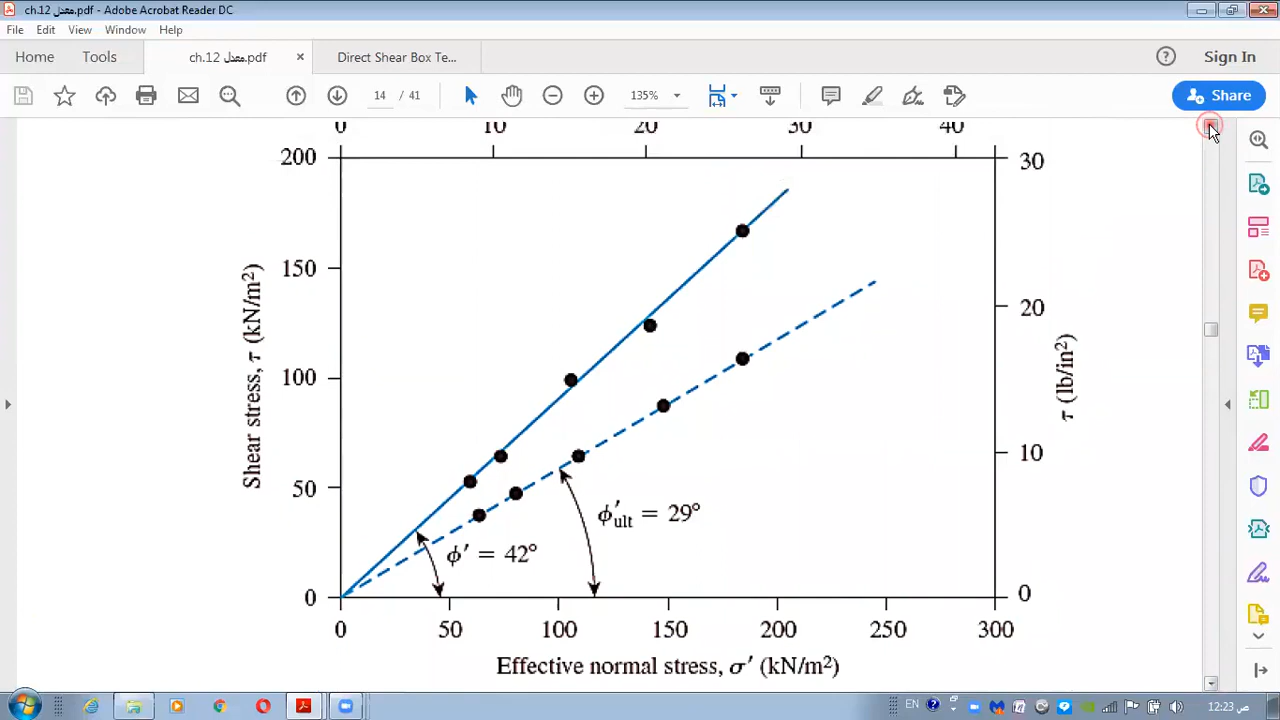 ch.12 معدل.pdf - Adobe Acrobat Reader DC
File Edit View Window Help
Home Tools ch.12 معدل.pdf × Direct Shear Box Te... Sign In
14 / 41 135% Share
0 10 20 30 40
200 30
150
20
100
10
50
0 0
Shear stress, τ (kN/m²)
τ (lb/in²)
ϕ′ult = 29°
ϕ′ = 42°
0 50 100 150 200 250 300
Effective normal stress, σ′ (kN/m²)
EN 12:23 ص